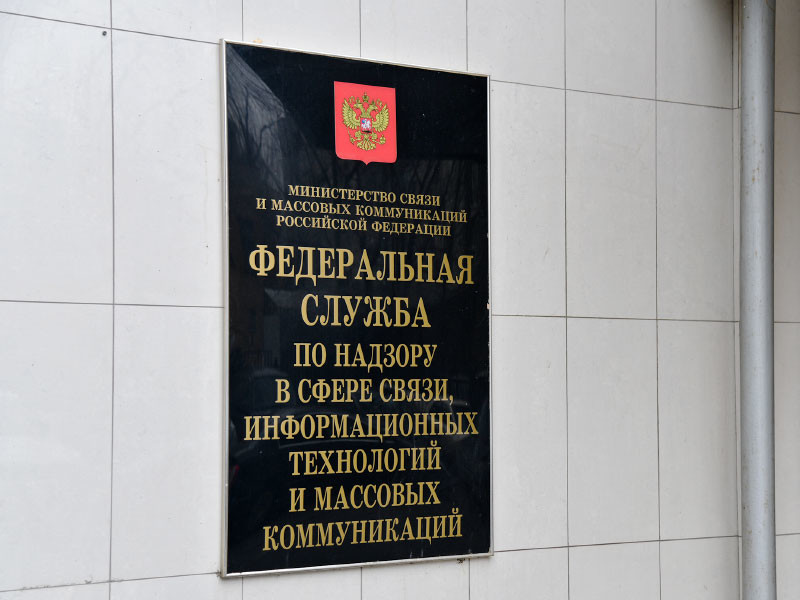 МИНИСТЕРСТВО СВЯЗИ
И МАССОВЫХ КОММУНИКАЦИЙ
РОССИЙСКОЙ ФЕДЕРАЦИИ
ФЕДЕРАЛЬНАЯ
СЛУЖБА
ПО НАДЗОРУ
В СФЕРЕ СВЯЗИ,
ИНФОРМАЦИОННЫХ
ТЕХНОЛОГИЙ
И МАССОВЫХ
КОММУНИКАЦИЙ